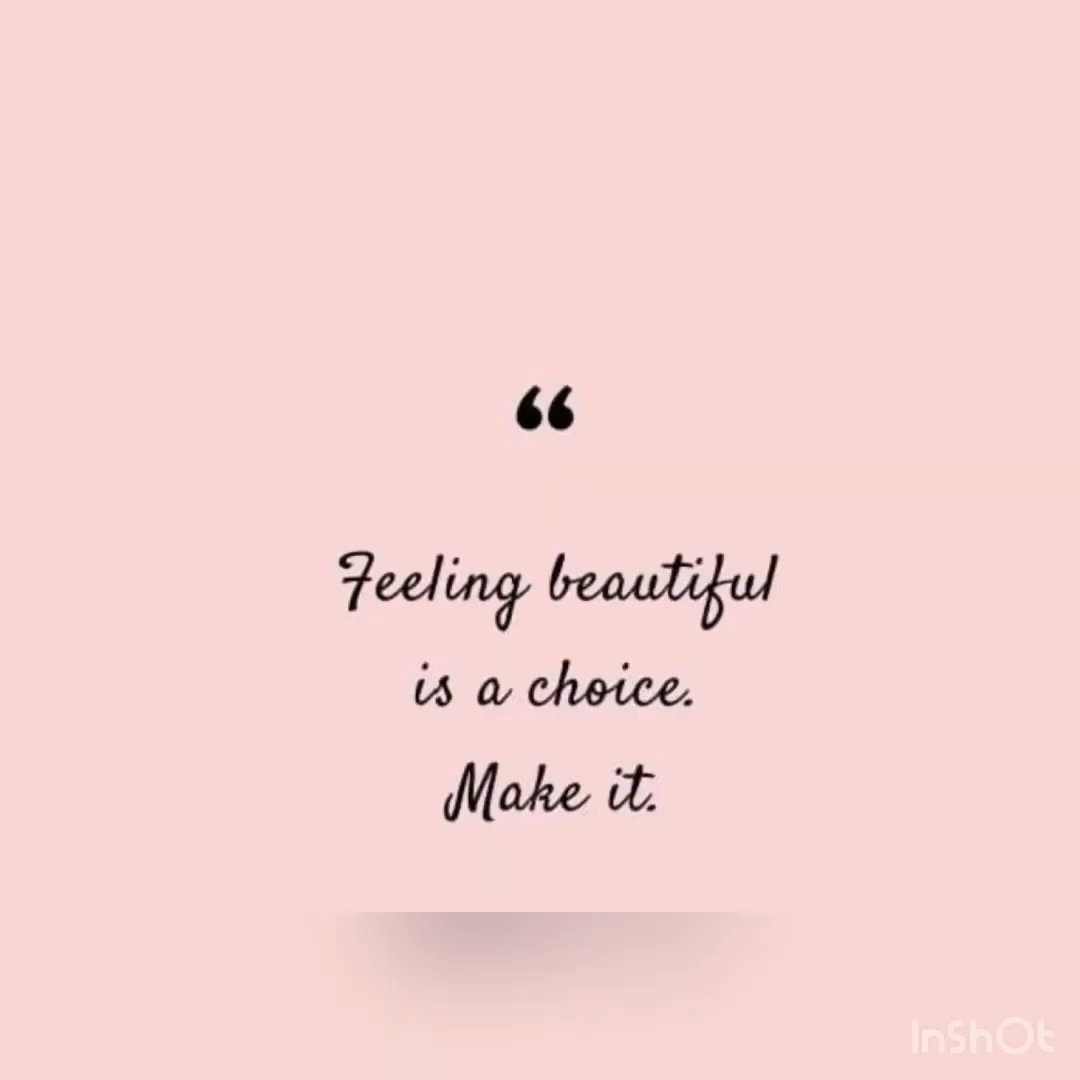 “
Feeling beautiful
is a choice.
Make it.
InShOt